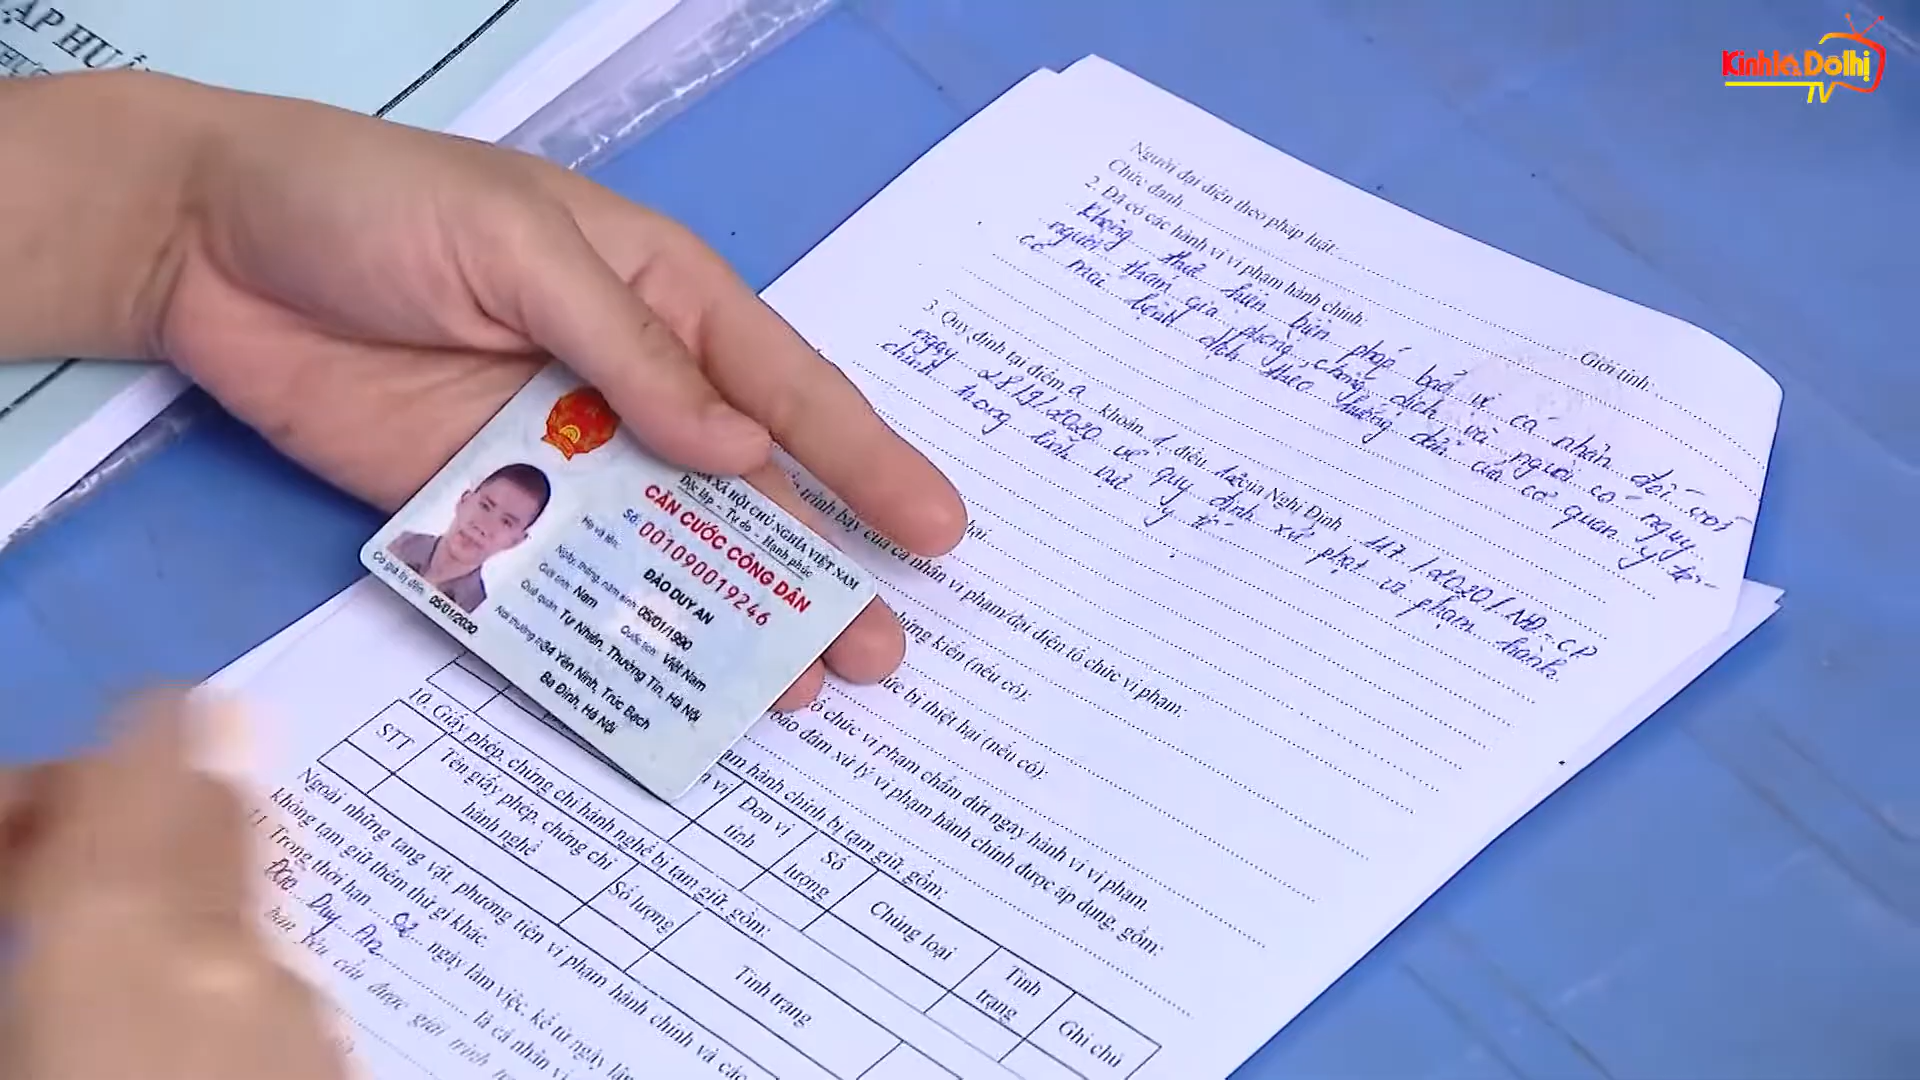 Kinh tế Đô thị
TV
ẬP HUẤ
Người đại diện theo pháp luật: Giới tính:
Chức danh
2. Đã có các hành vi vi phạm hành chính:
Không thực hiện biện pháp bảo vệ cá nhân đối với
người tham gia phòng chống dịch và người có nguy
cơ mắc bệnh dịch theo hướng dẫn của cơ quan y tế
3. Quy định tại điểm a khoản 1 điều của Nghị Định 117/2020/NĐ-CP
ngày 28/9/2020 về quy định xử phạt vi phạm hành
chính trong lĩnh vực y tế
trình bày của cá nhân vi phạm/đại diện tổ chức vi phạm:
chứng kiến (nếu có):
bị thiệt hại (nếu có):
tổ chức vi phạm chấm dứt ngay hành vi vi phạm.
bảo đảm xử lý vi phạm hành chính được áp dụng, gồm:
hành chính bị tạm giữ, gồm:
Đơn vị tính
Số lượng
Chủng loại
Tình trạng
Ghi chú
10. Giấy phép, chứng chỉ hành nghề bị tạm giữ, gồm:
STT
Tên giấy phép, chứng chỉ hành nghề
Số lượng
Tình trạng
Ngoài những tang vật, phương tiện vi phạm hành chính và các
không tạm giữ thêm thứ gì khác.
11. Trong thời hạn 02 ngày làm việc, kể từ ngày lập
Đào Duy An là cá nhân vi
yêu cầu được giải trình
XÃ HỘI CHỦ NGHĨA VIỆT NAM
Độc lập - Tự do - Hạnh phúc
CĂN CƯỚC CÔNG DÂN
Số: 001090019246
Họ và tên:
ĐÀO DUY AN
Ngày, tháng, năm sinh: 05/01/1990
Giới tính: Nam Quốc tịch: Việt Nam
Quê quán: Tự Nhiên, Thường Tín, Hà Nội
Nơi thường trú: 34 Yên Ninh, Trúc Bạch
Ba Đình, Hà Nội
Có giá trị đến: 05/01/2030